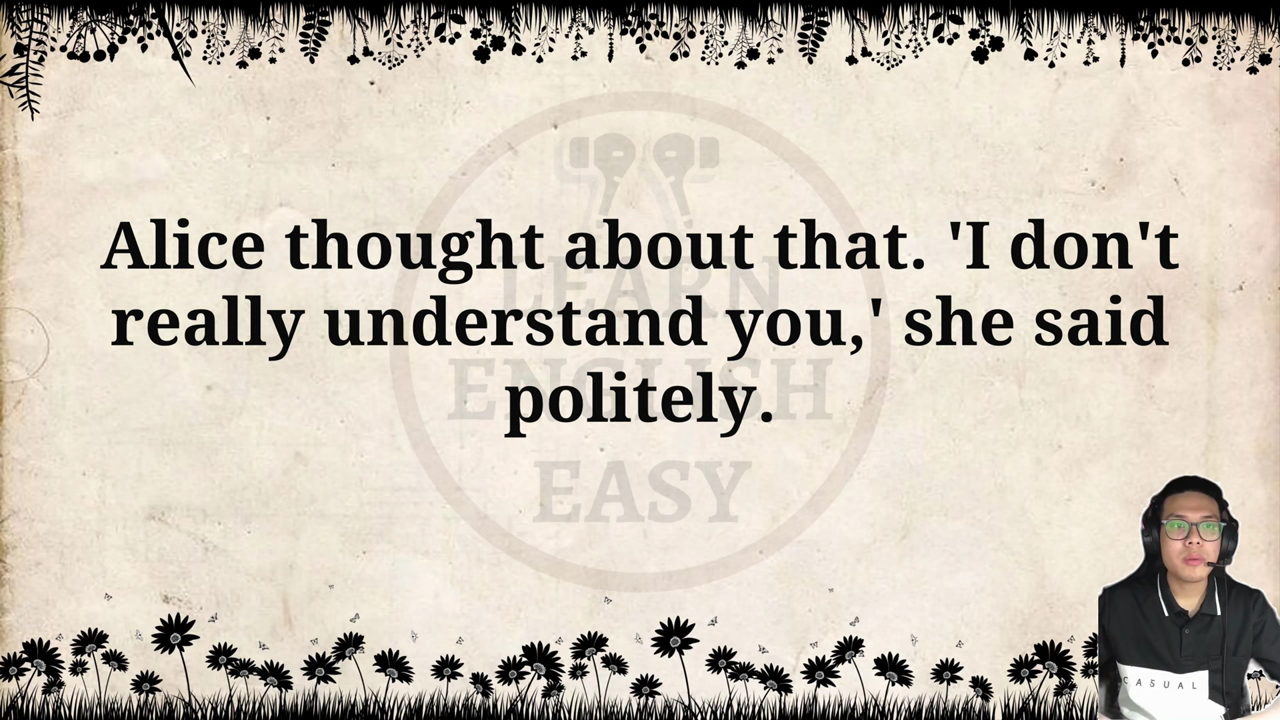 Alice thought about that. 'I don't
really understand you,' she said
politely.
LEARN
ENGLISH
EASY
CASUAL